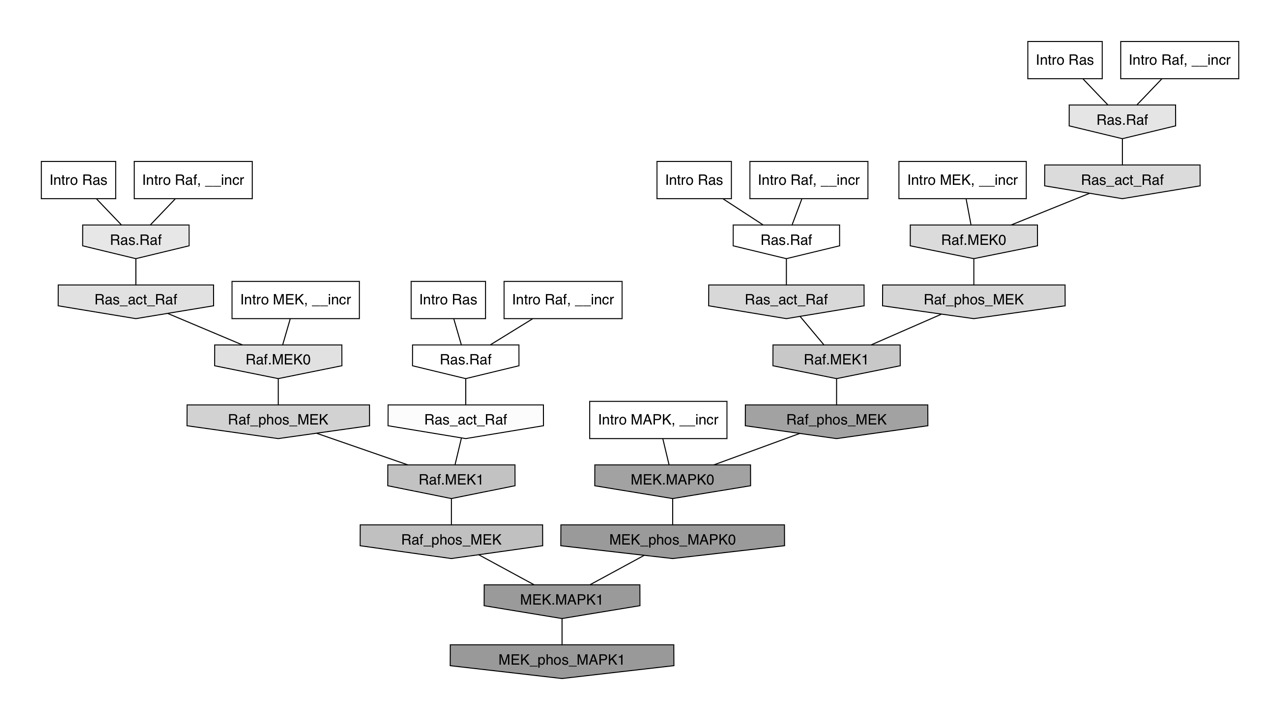 Intro Ras
Intro Raf, __incr
Ras.Raf
Intro Ras
Intro Raf, __incr
Intro Ras
Intro Raf, __incr
Intro MEK, __incr
Ras_act_Raf
Ras.Raf
Ras.Raf
Raf.MEK0
Ras_act_Raf
Intro MEK, __incr
Intro Ras
Intro Raf, __incr
Ras_act_Raf
Raf_phos_MEK
Raf.MEK0
Ras.Raf
Raf.MEK1
Raf_phos_MEK
Ras_act_Raf
Intro MAPK, __incr
Raf_phos_MEK
Raf.MEK1
MEK.MAPK0
Raf_phos_MEK
MEK_phos_MAPK0
MEK.MAPK1
MEK_phos_MAPK1